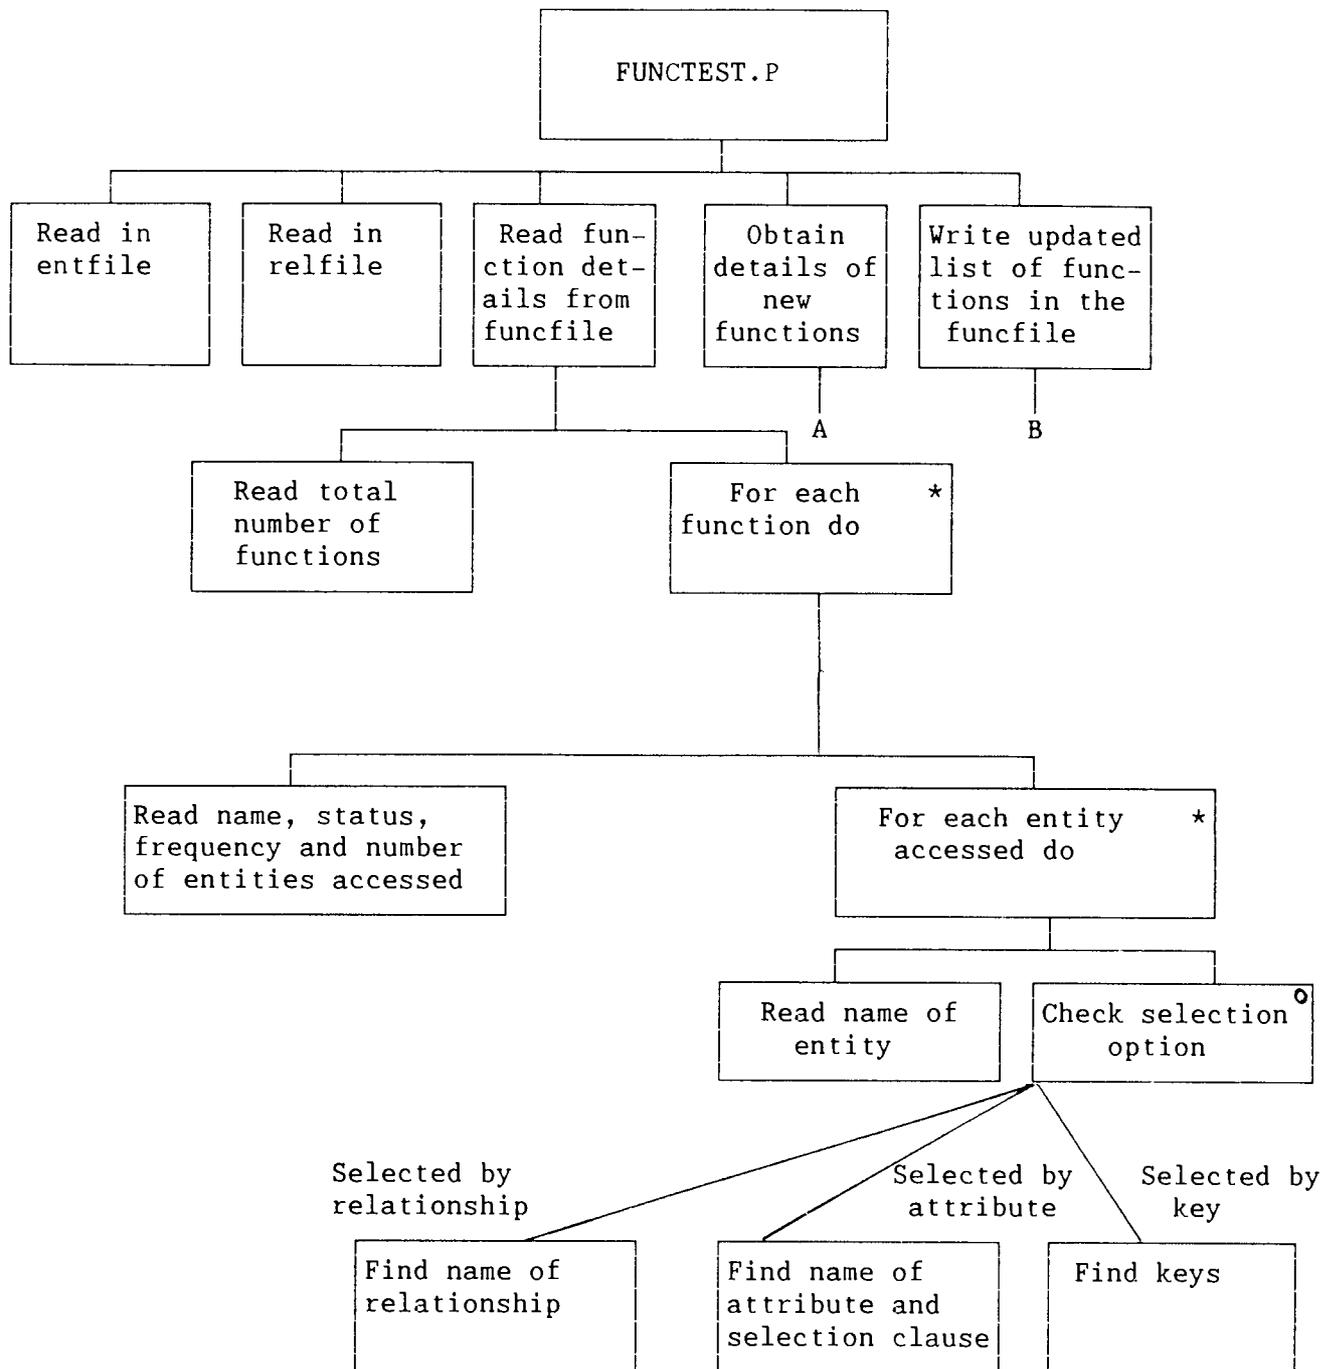 FUNCTEST.P
Read in
entfile
Read in
relfile
Read fun-
ction det-
ails from
funcfile
Obtain
details of
new
functions
Write updated
list of func-
tions in the
funcfile
A
B
Read total
number of
functions
For each *
function do
Read name, status,
frequency and number
of entities accessed
For each entity *
accessed do
Read name of
entity
Check selection o
option
Selected by
relationship
Selected by
attribute
Selected by
key
Find name of
relationship
Find name of
attribute and
selection clause
Find keys